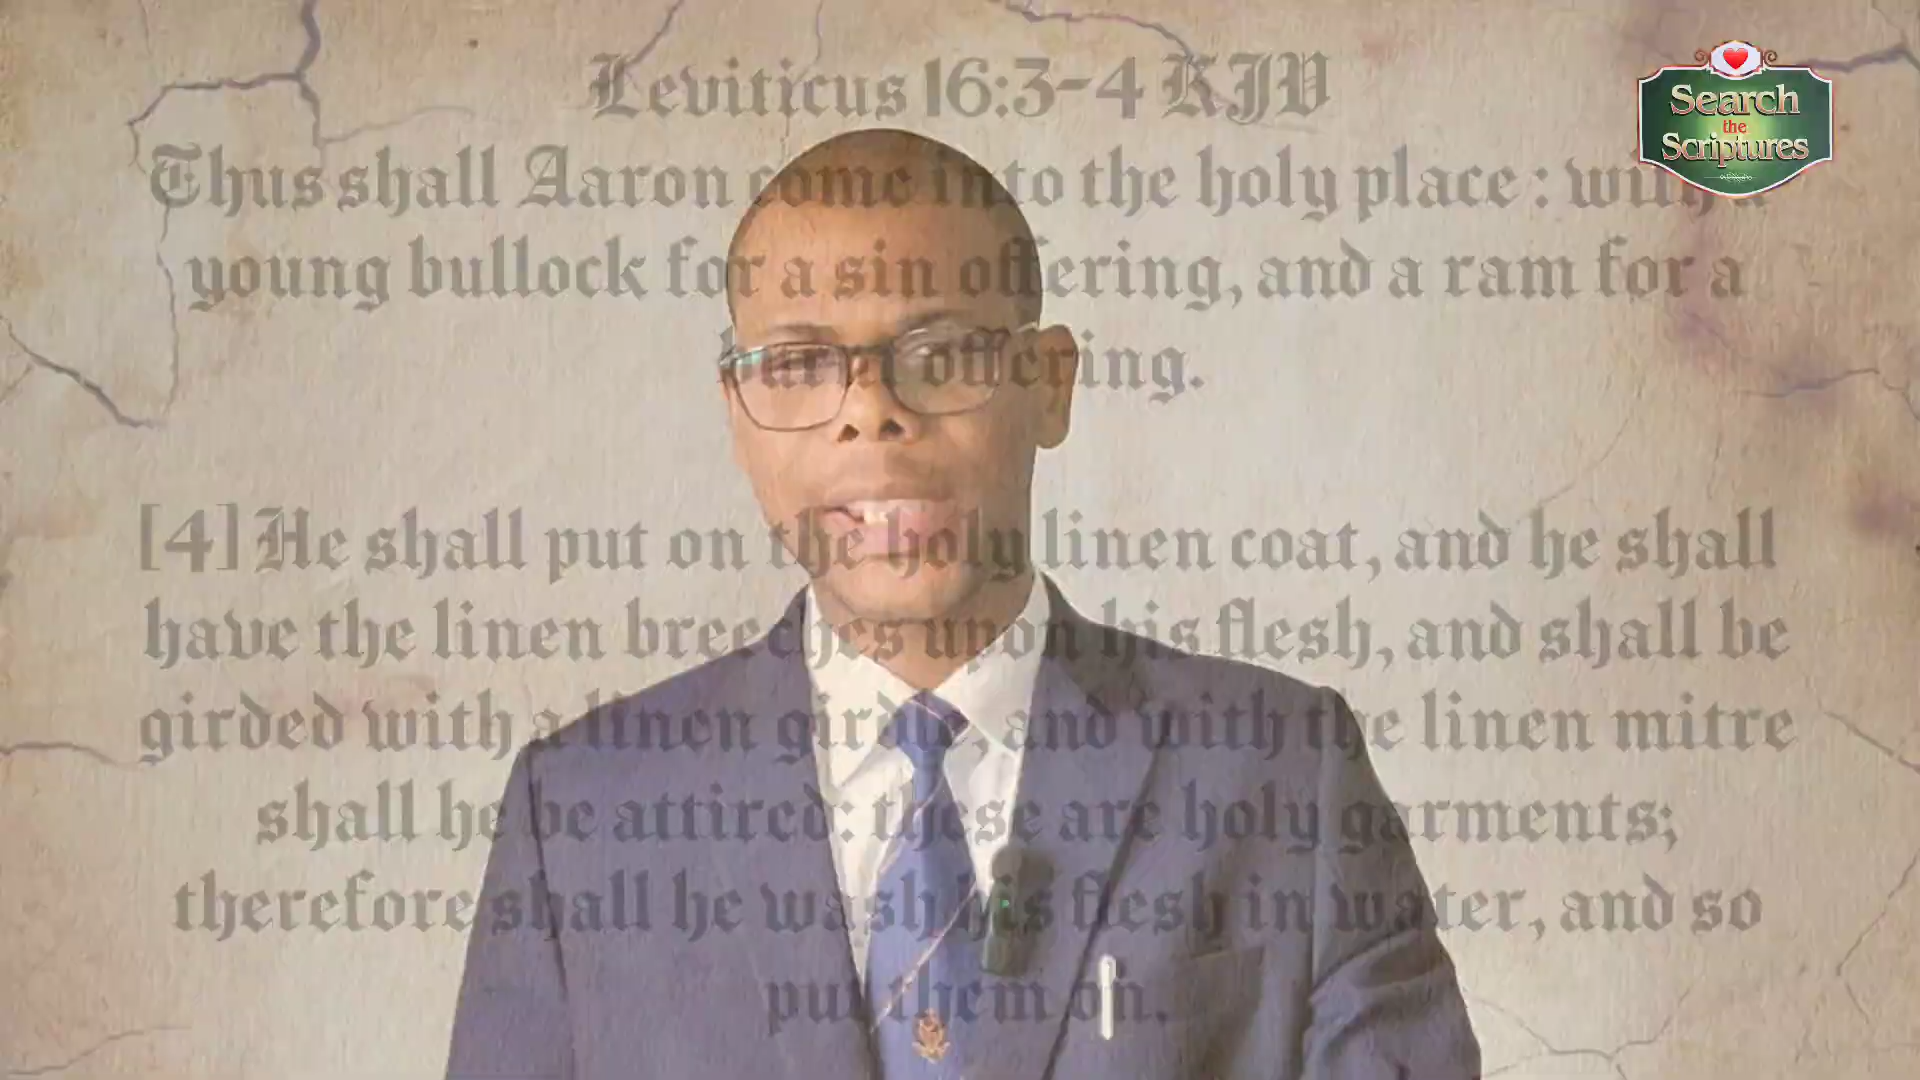 Leviticus 16:3-4 KJV
Thus shall Aaron come into the holy place: with a
young bullock for a sin offering, and a ram for a
burnt offering.
[4] He shall put on the holy linen coat, and he shall
have the linen breeches upon his flesh, and shall be
girded with a linen girdle, and with the linen mitre
shall he be attired: these are holy garments;
therefore shall he wash his flesh in water, and so
put them on.
Search
the
Scriptures